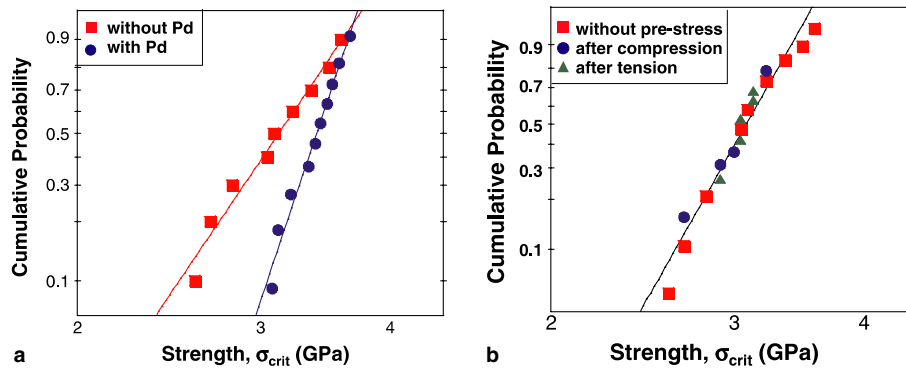 without Pd
with Pd
0.9
0.7
0.5
0.3
0.1
Cumulative Probability
2
3
4
Strength, σcrit (GPa)
a
without pre-stress
after compression
after tension
0.9
0.7
0.5
0.3
0.1
Cumulative Probability
2
3
4
Strength, σcrit (GPa)
b